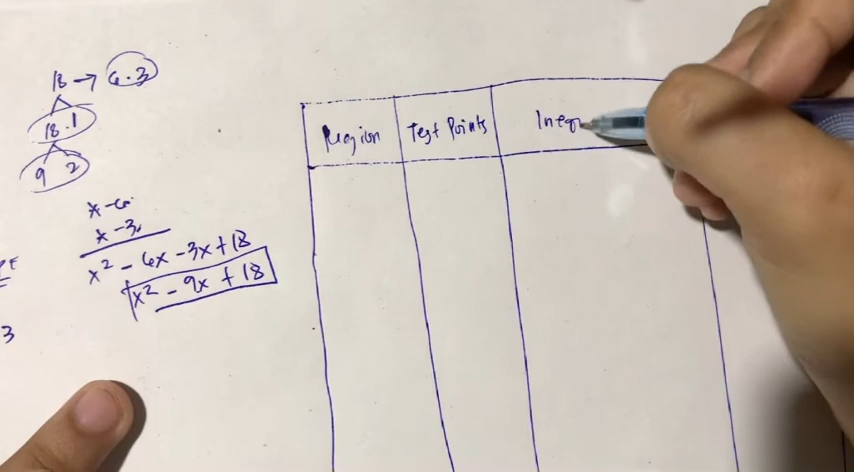 18 → 6.3
18.1
9 2
x-6
x-3
x² - 6x - 3x + 18
x² - 9x + 18
3
Region Test Points Inequ